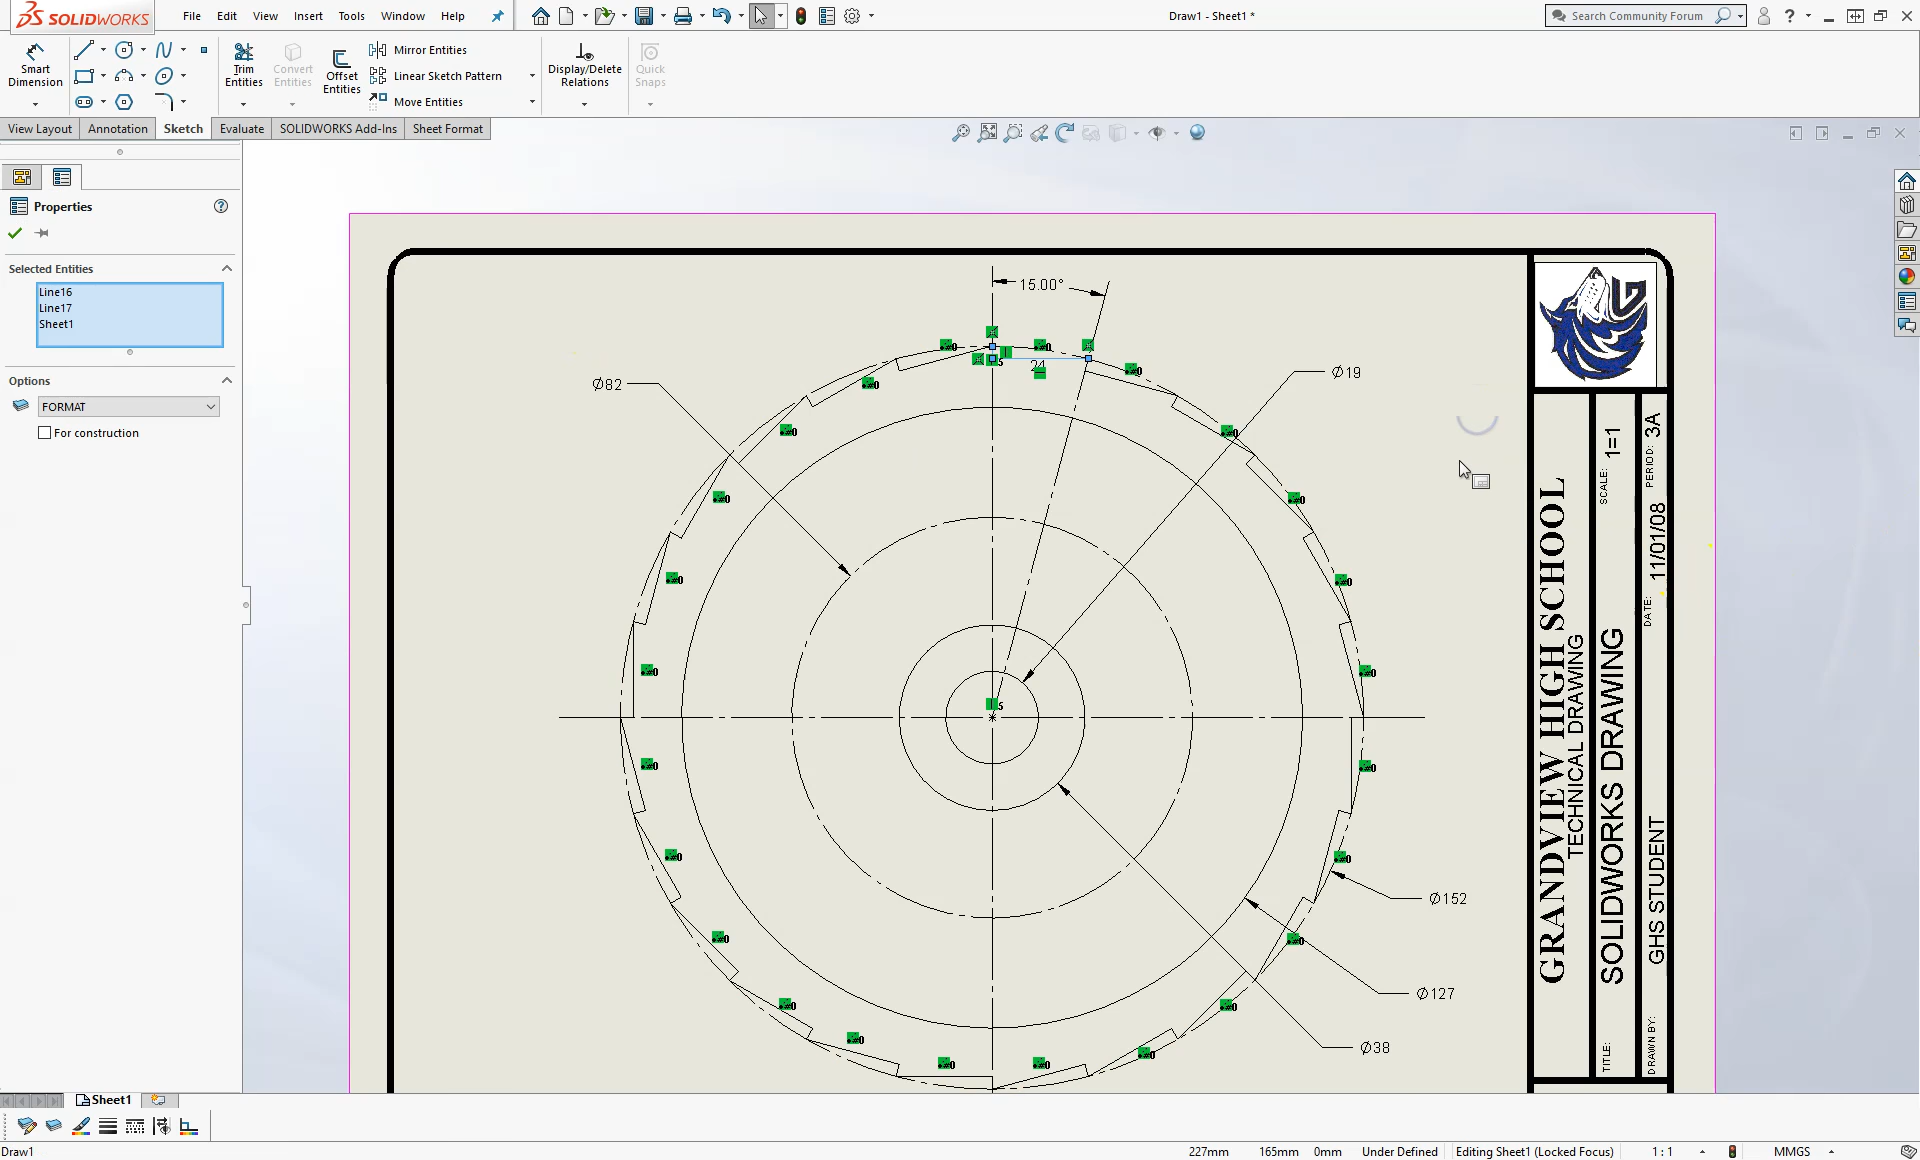 SOLIDWORKS
File Edit View Insert Tools Window Help
Draw1 - Sheet1 *
Search Community Forum
Smart Dimension
Trim Entities
Convert Entities
Offset Entities
Mirror Entities
Linear Sketch Pattern
Move Entities
Display/Delete Relations
Quick Snaps
View Layout Annotation Sketch Evaluate SOLIDWORKS Add-Ins Sheet Format
Properties
Selected Entities
Line16
Line17
Sheet1
Options
FORMAT
For construction
15.00°
24
Ø82
Ø19
Ø152
Ø127
Ø38
GRANDVIEW HIGH SCHOOL
TECHNICAL DRAWING
TITLE: SOLIDWORKS DRAWING SCALE: 1=1
DRAWN BY: GHS STUDENT DATE: 11/01/08 PERIOD: 3A
Sheet1
Draw1
227mm 165mm 0mm Under Defined Editing Sheet1 (Locked Focus) 1 : 1 MMGS